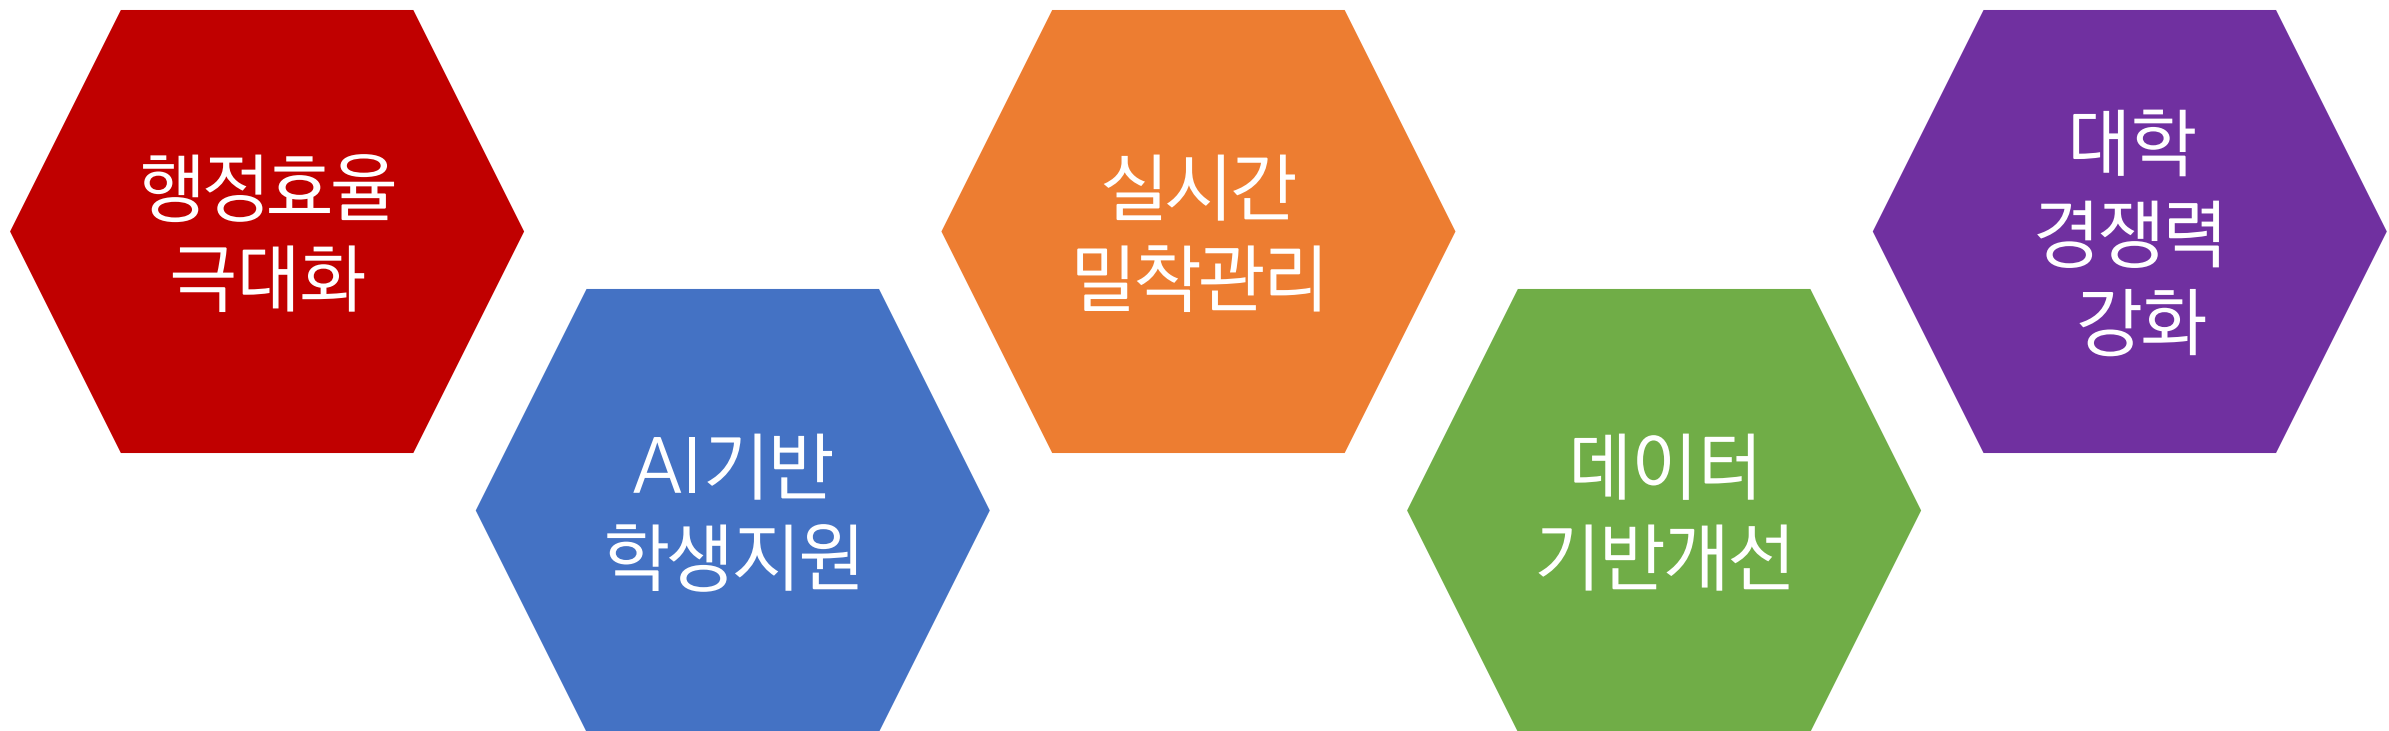 행정효율
극대화
AI기반
학생지원
실시간
밀착관리
데이터
기반개선
대학
경쟁력
강화